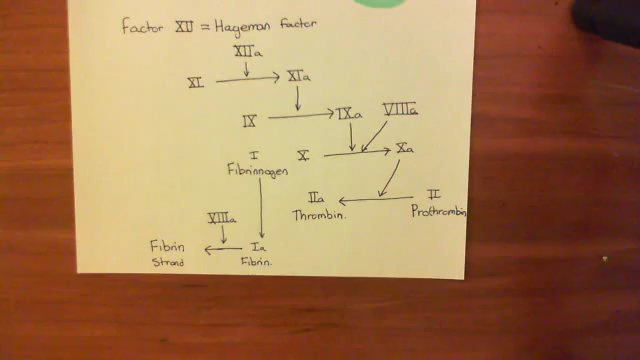 Factor XII = Hageman factor
XIIa
XI XIa
IX IXa VIIIa
I X Xa
Fibrinnogen
IIa II
Thrombin. Prothrombin
XIIIa
Fibrin Ia
Strand Fibrin.